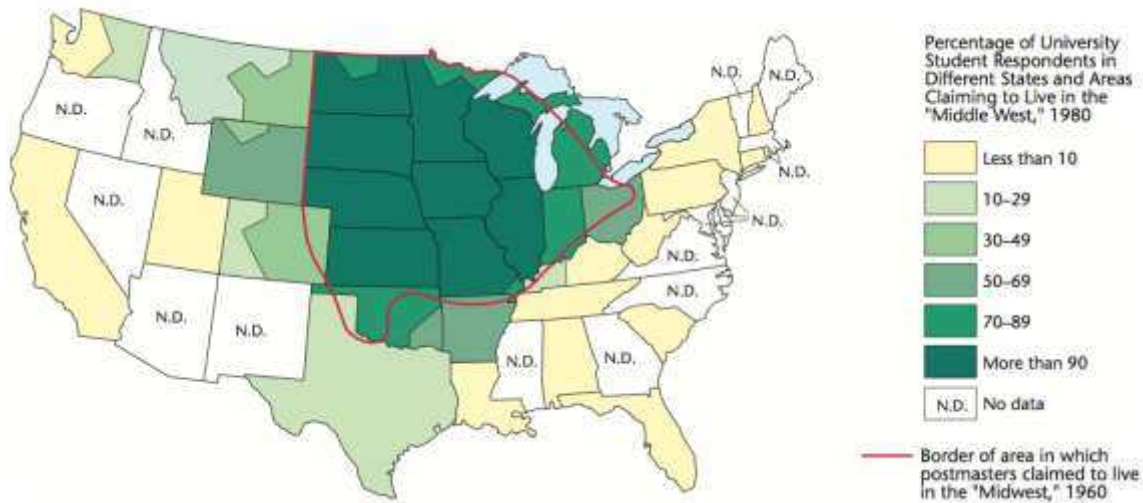 N.D.
N.D.
N.D.
N.D.
N.D.
N.D.
N.D.
N.D.
N.D.
N.D.
N.D.
N.D.
N.D.
Percentage of University
Student Respondents in
Different States and Areas
Claiming to Live in the
"Middle West," 1980
Less than 10
10–29
30–49
50–69
70–89
More than 90
N.D. No data
Border of area in which
postmasters claimed to live
in the "Midwest," 1960